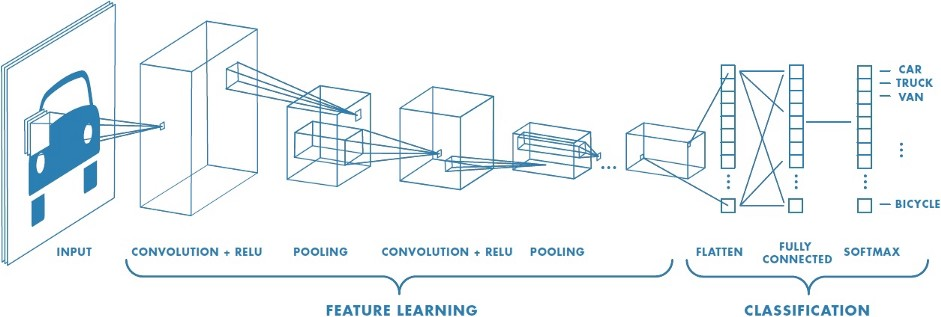 CAR
TRUCK
VAN
BICYCLE
INPUT
CONVOLUTION + RELU
POOLING
CONVOLUTION + RELU
POOLING
FLATTEN
FULLY
CONNECTED
SOFTMAX
FEATURE LEARNING
CLASSIFICATION